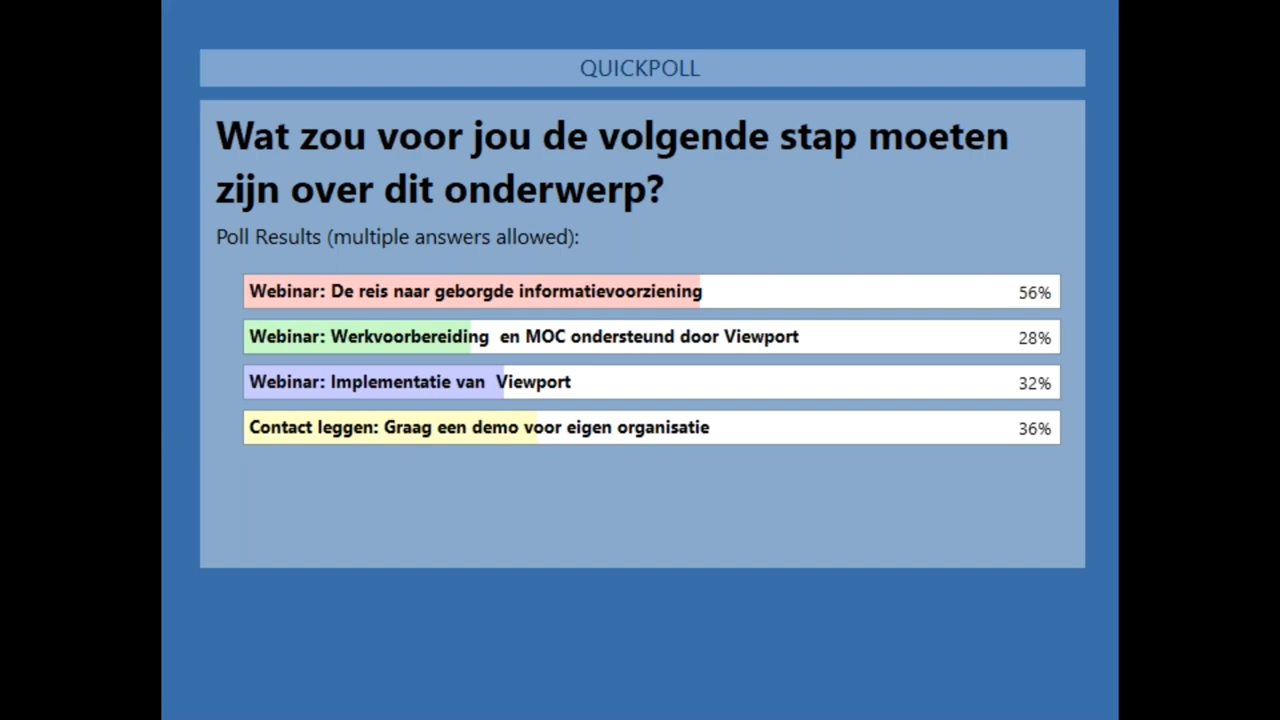 QUICKPOLL
Wat zou voor jou de volgende stap moeten
zijn over dit onderwerp?
Poll Results (multiple answers allowed):
Webinar: De reis naar geborgde informatievoorziening 56%
Webinar: Werkvoorbereiding  en MOC ondersteund door Viewport 28%
Webinar: Implementatie van  Viewport 32%
Contact leggen: Graag een demo voor eigen organisatie 36%